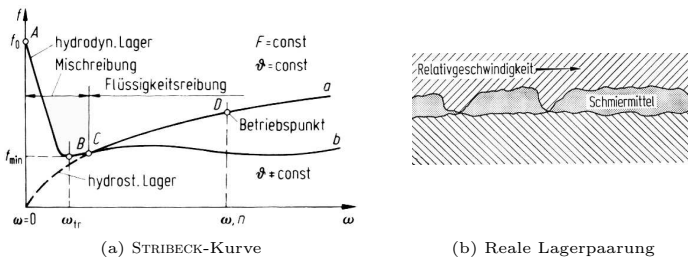 f
f₀
A
hydrodyn. Lager
Mischreibung
Flüssigkeitsreibung
F = const
ϑ = const
a
D
Betriebspunkt
B
C
b
f_min
hydrost. Lager
ϑ ≠ const
ω=0
ω_tr
ω, n
ω
(a) STRIBECK-Kurve
Relativgeschwindigkeit
Schmiermittel
(b) Reale Lagerpaarung